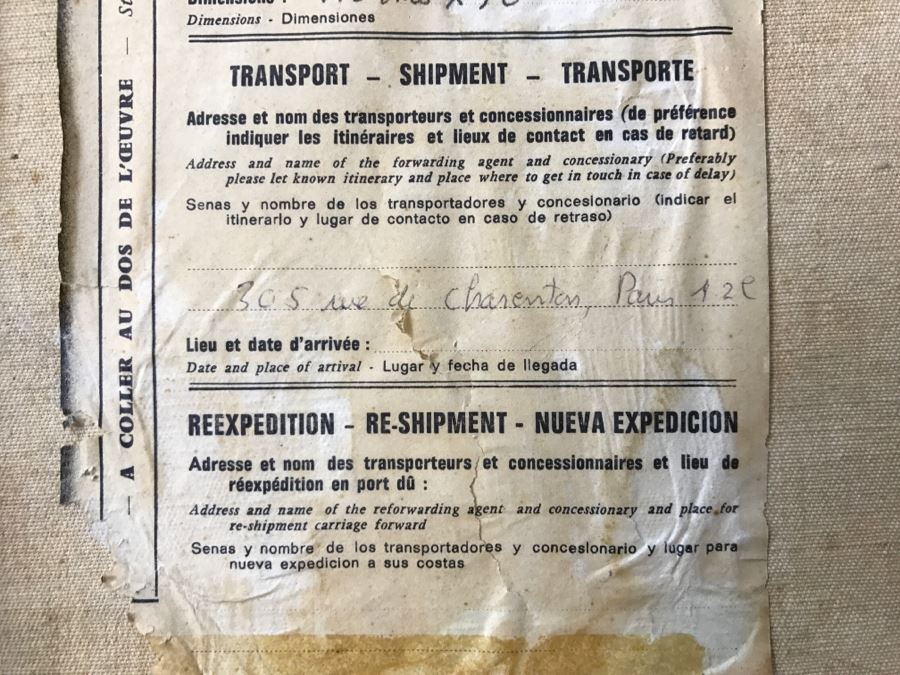 Dimensions :
Dimensions - Dimensiones
TRANSPORT – SHIPMENT – TRANSPORTE
Adresse et nom des transporteurs et concessionnaires (de préférence
indiquer les itinéraires et lieux de contact en cas de retard)
Address and name of the forwarding agent and concessionary (Preferably
please let known itinerary and place where to get in touch in case of delay)
Senas y nombre de los transportadores y concesionario (indicar el
itinerarlo y lugar de contacto en caso de retraso)
305 rue de Charenton, Paris 12e
Lieu et date d'arrivée :
Date and place of artival - Lugar y fecha de llegada
REEXPEDITION – RE-SHIPMENT - NUEVA EXPEDICION
Adresse et nom des transporteurs et concessionnaires et lieu de
réexpédition en port dû :
Address and name of the reforwarding agent and concessionary and place for
re-shipment carriage forward
Senas y nombre de los transportadores y conceslonario y lugar para
nueva expedicion a sus costas
— A COLLER AU DOS DE L'ŒUVRE — St